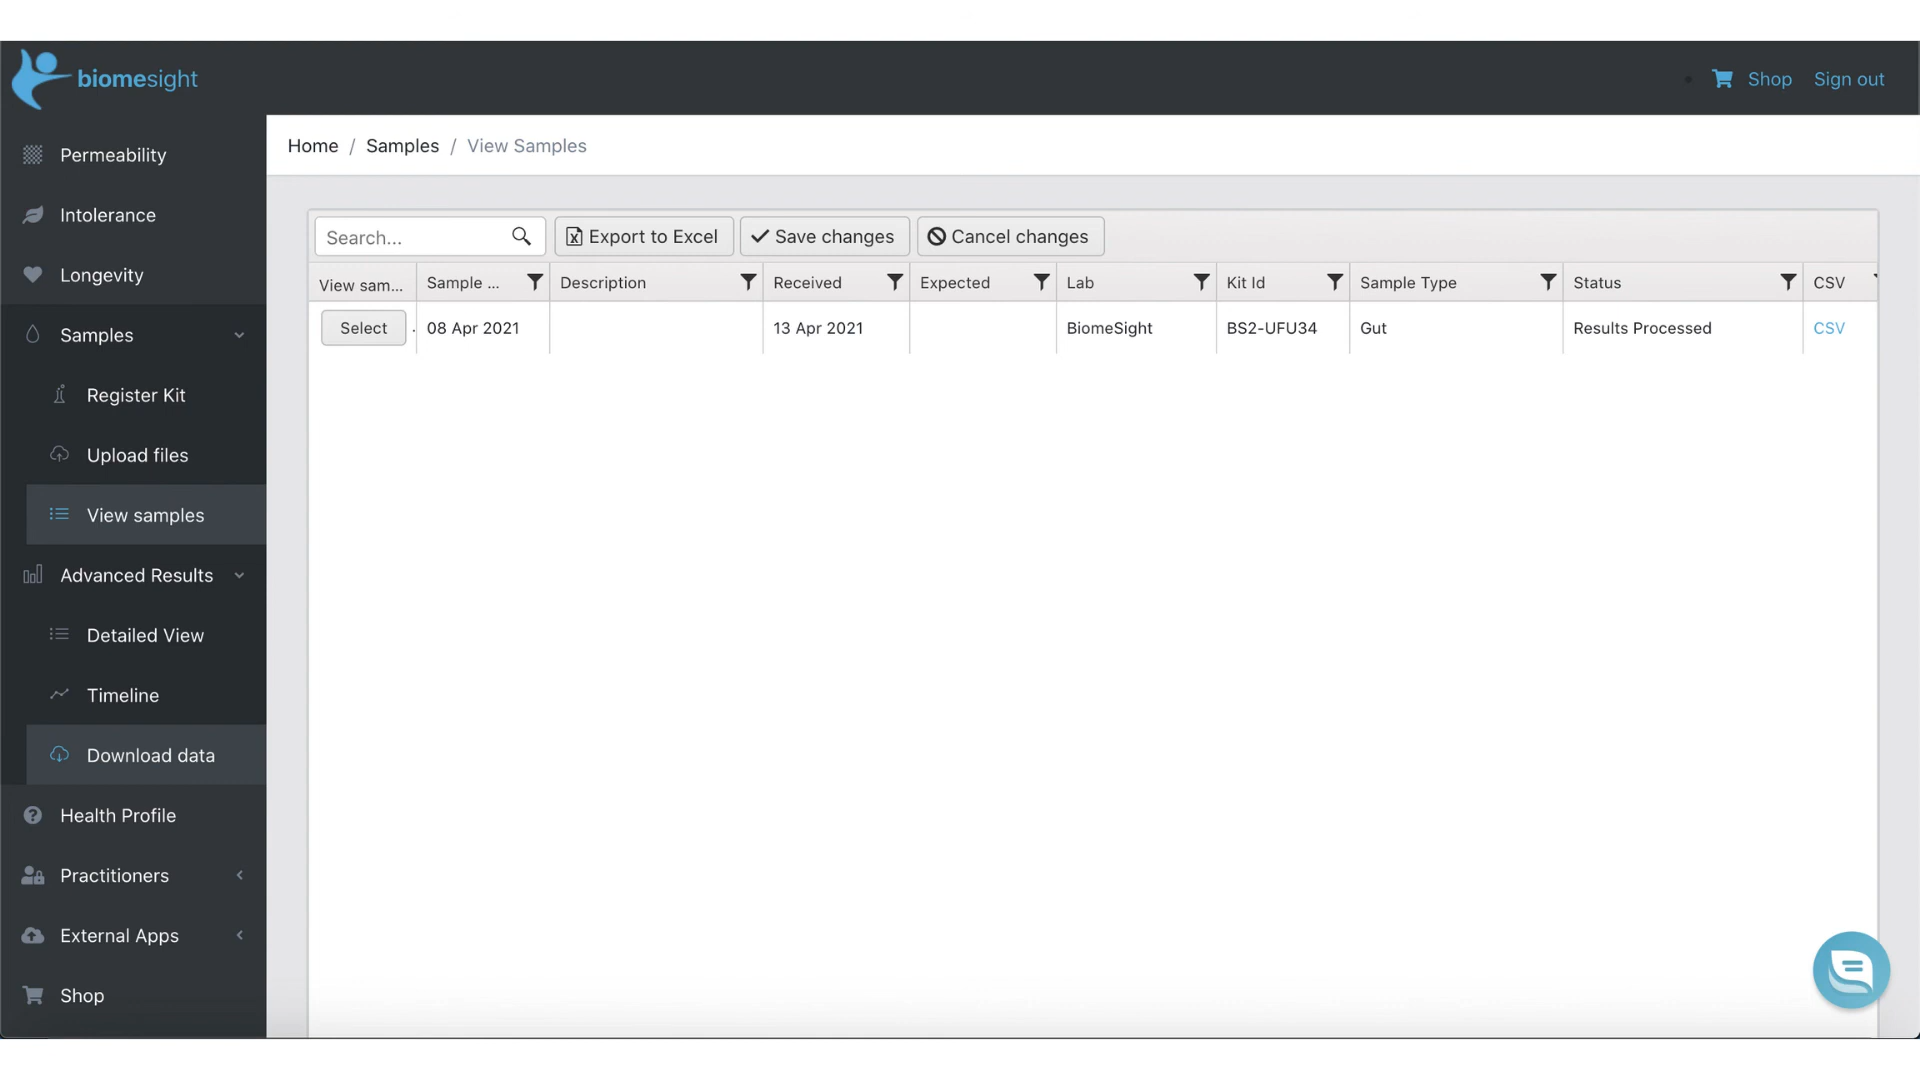 biomesight
Shop
Sign out
Permeability
Intolerance
Longevity
Samples
Register Kit
Upload files
View samples
Advanced Results
Detailed View
Timeline
Download data
Health Profile
Practitioners
External Apps
Shop
Home / Samples / View Samples
Search...
Export to Excel
Save changes
Cancel changes
View sam... Sample ... Description Received Expected Lab Kit Id Sample Type Status CSV
Select 08 Apr 2021 13 Apr 2021 BiomeSight BS2-UFU34 Gut Results Processed CSV